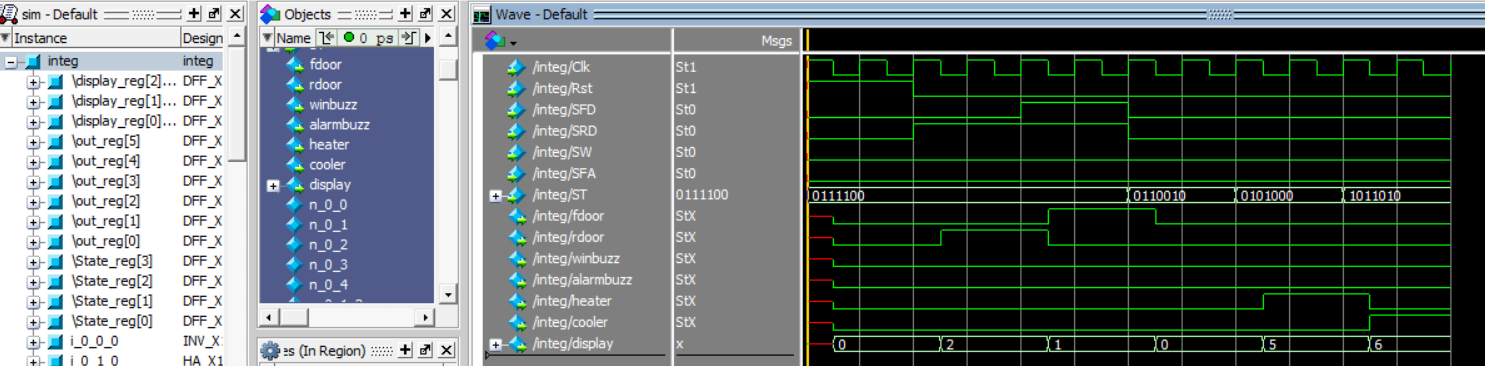 sim - Default
Instance Design
integ integ
\display_reg[2]... DFF_X
\display_reg[1]... DFF_X
\display_reg[0]... DFF_X
\out_reg[5] DFF_X
\out_reg[4] DFF_X
\out_reg[3] DFF_X
\out_reg[2] DFF_X
\out_reg[1] DFF_X
\out_reg[0] DFF_X
\State_reg[3] DFF_X
\State_reg[2] DFF_X
\State_reg[1] DFF_X
\State_reg[0] DFF_X
i_0_0_0 INV_X
i_0_1_0 HA_X1
Objects
Name 0 ps
fdoor
rdoor
winbuzz
alarmbuzz
heater
cooler
display
n_0_0
n_0_1
n_0_2
n_0_3
n_0_4
es (In Region)
Wave - Default
Msgs
/integ/Clk St1
/integ/Rst St1
/integ/SFD St0
/integ/SRD St0
/integ/SW St0
/integ/SFA St0
/integ/ST 0111100 0111100 0110010 0101000 1011010
/integ/fdoor StX
/integ/rdoor StX
/integ/winbuzz StX
/integ/alarmbuzz StX
/integ/heater StX
/integ/cooler StX
/integ/display x 0 2 1 0 5 6